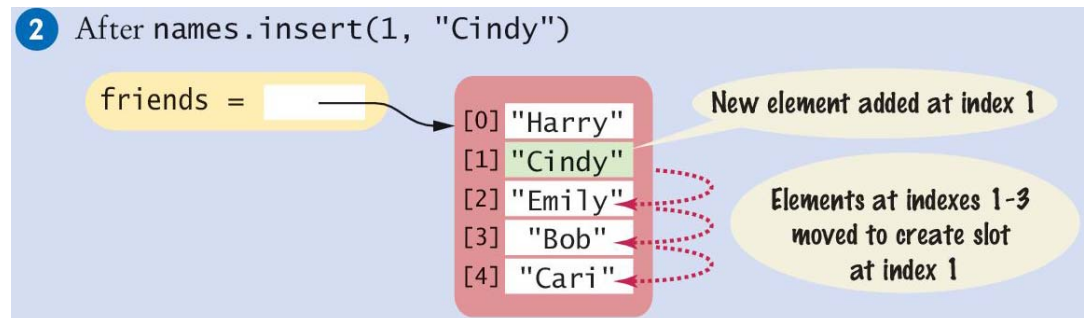 2 After names.insert(1, "Cindy")
friends =
[0] "Harry"
[1] "Cindy"
[2] "Emily"
[3] "Bob"
[4] "Cari"
New element added at index 1
Elements at indexes 1-3
moved to create slot
at index 1